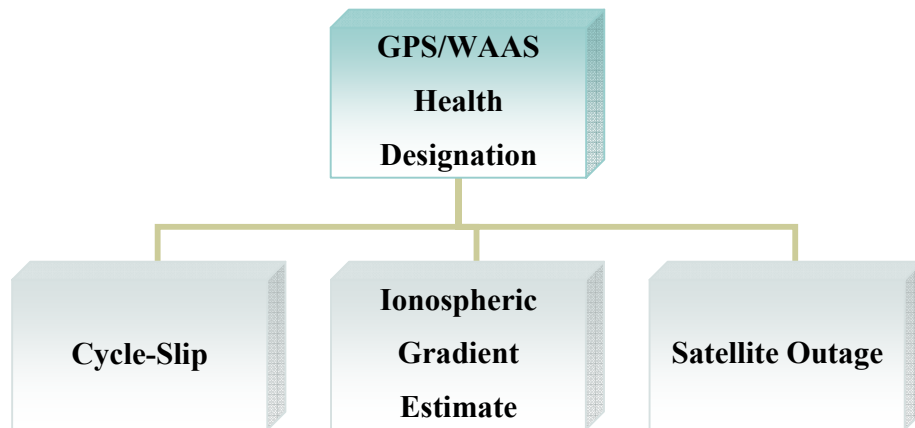 GPS/WAAS
Health
Designation
Cycle-Slip
Ionospheric
Gradient
Estimate
Satellite Outage